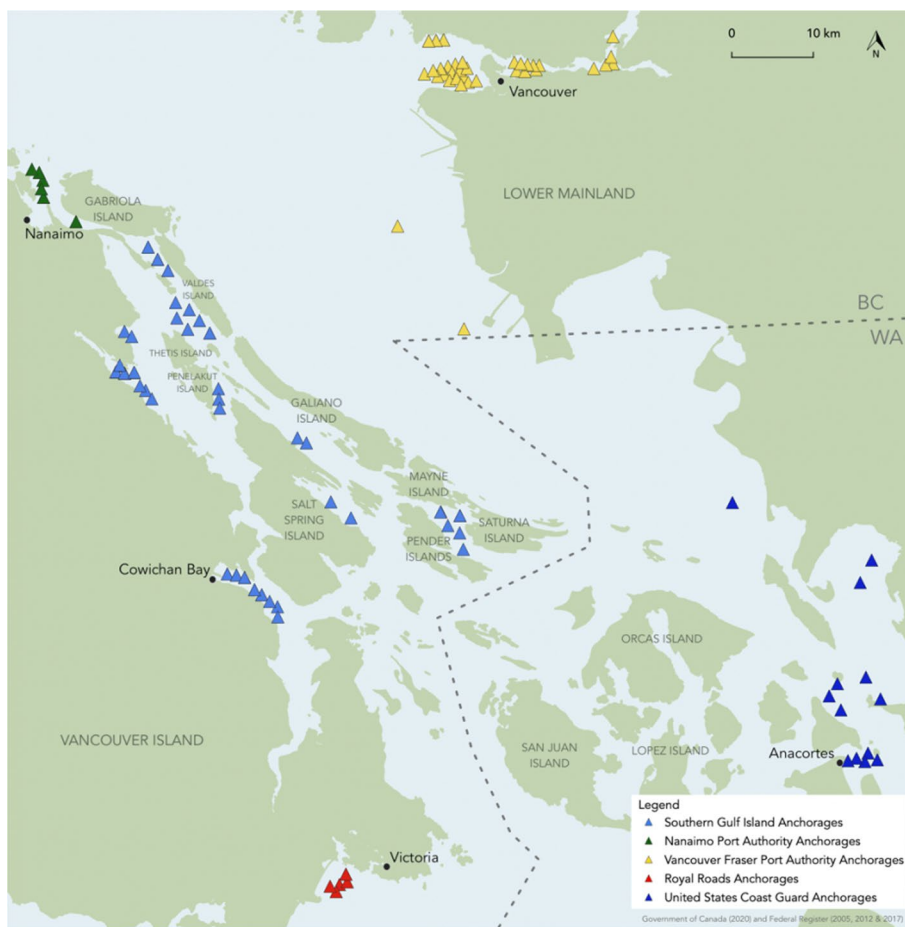 0 10 km
N
Vancouver
LOWER MAINLAND
GABRIOLA
ISLAND
Nanaimo
VALDES
ISLAND
BC
WA
THETIS ISLAND
PENELAKUT
ISLAND
GALIANO
ISLAND
MAYNE
ISLAND
SALT
SPRING
ISLAND
SATURNA
ISLAND
PENDER
ISLANDS
Cowichan Bay
ORCAS ISLAND
VANCOUVER ISLAND
SAN JUAN
ISLAND
LOPEZ ISLAND
Anacortes
Victoria
Legend
Southern Gulf Island Anchorages
Nanaimo Port Authority Anchorages
Vancouver Fraser Port Authority Anchorages
Royal Roads Anchorages
United States Coast Guard Anchorages
Government of Canada (2020) and Federal Register (2005, 2012 & 2017)